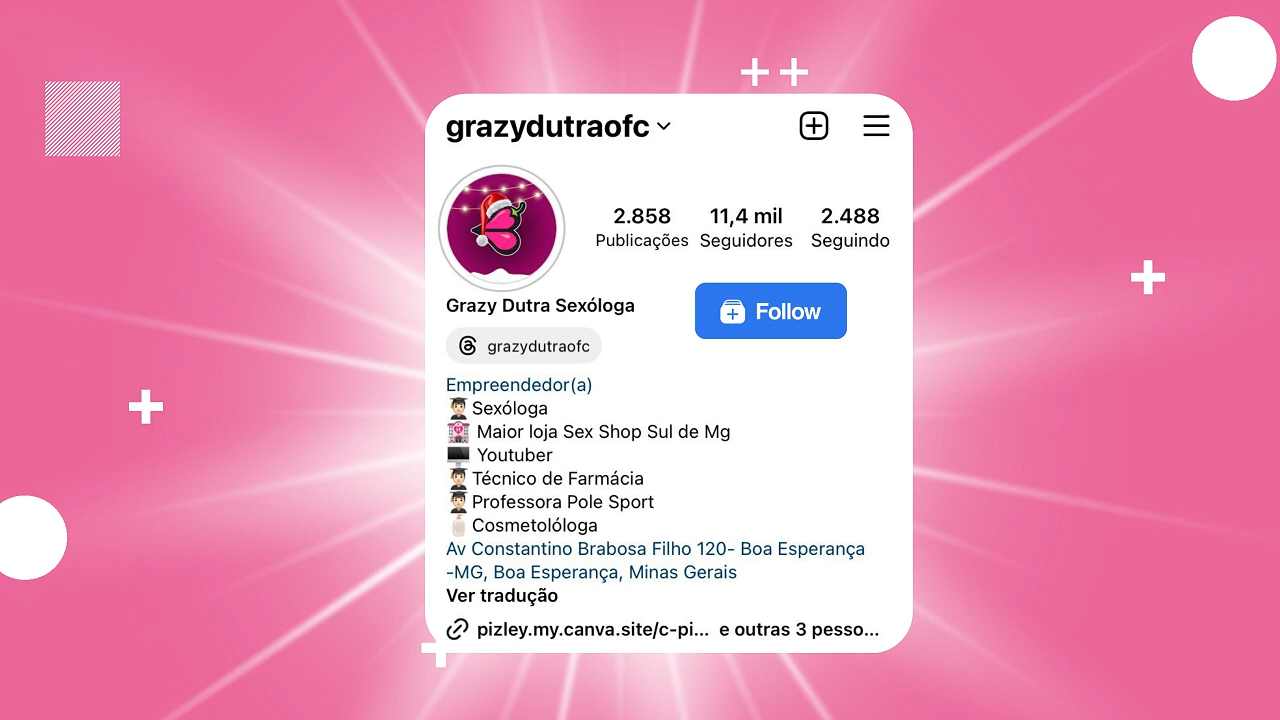 grazydutraofc
2.858 11,4 mil 2.488
Publicações Seguidores Seguindo
Grazy Dutra Sexóloga
Follow
grazydutraofc
Empreendedor(a)
Sexóloga
Maior loja Sex Shop Sul de Mg
Youtuber
Técnico de Farmácia
Professora Pole Sport
Cosmetolóloga
Av Constantino Brabosa Filho 120- Boa Esperança
-MG, Boa Esperança, Minas Gerais
Ver tradução
pizley.my.canva.site/c-pi... e outras 3 pesso...